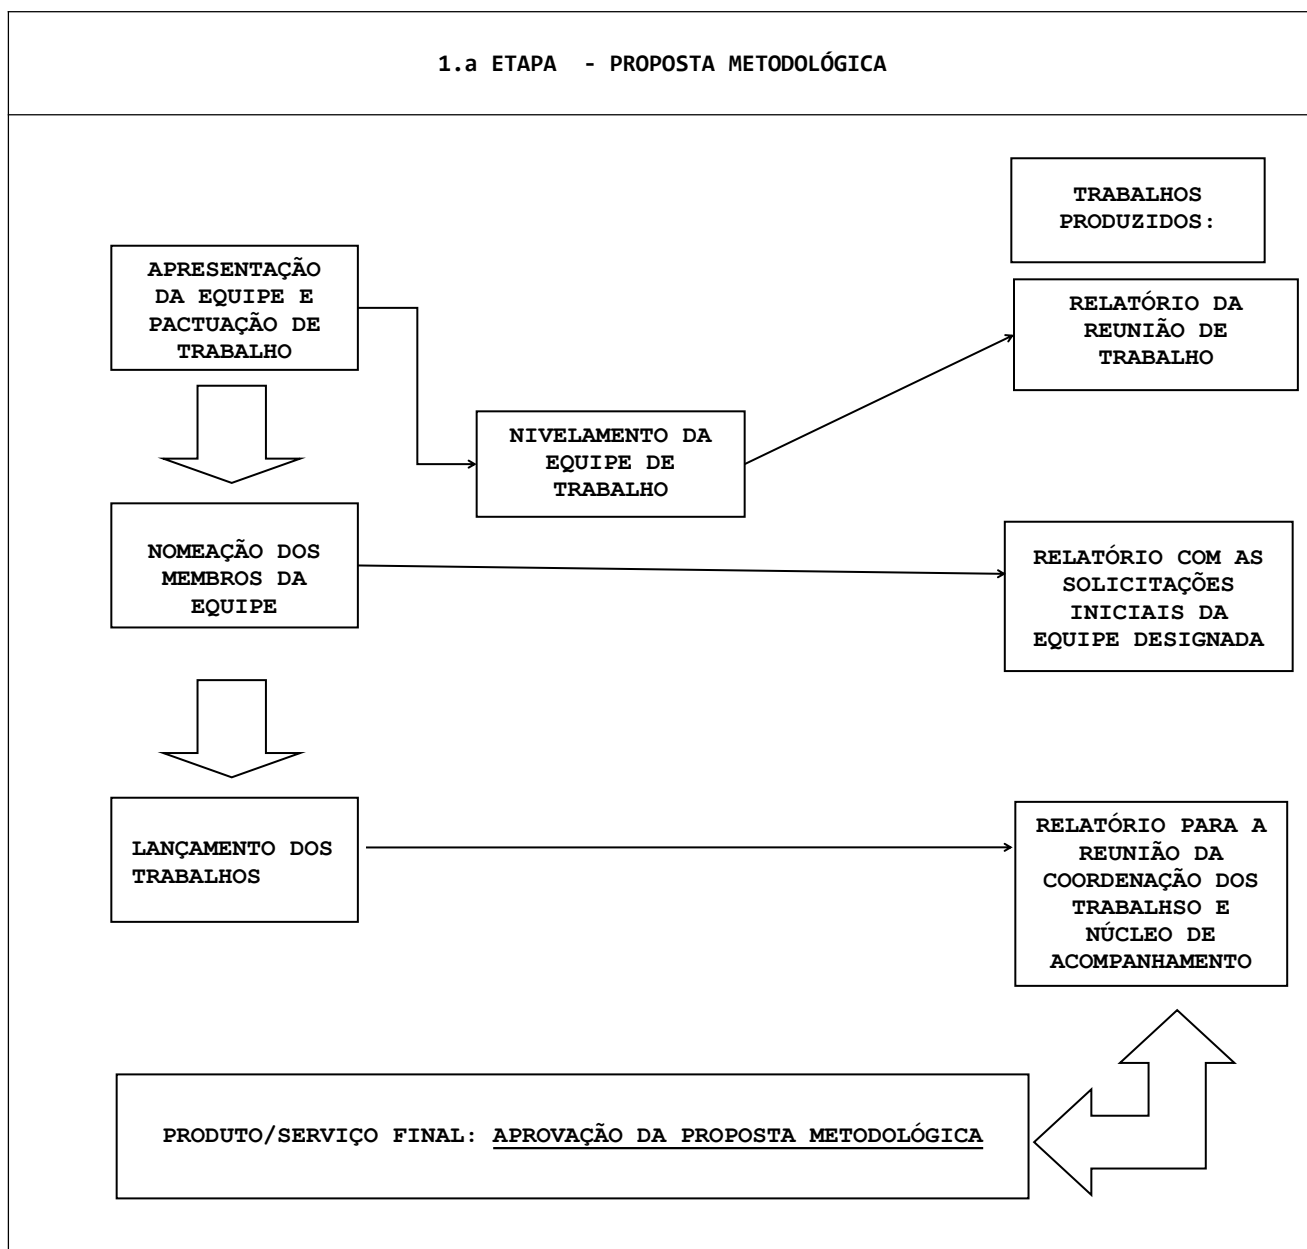 1.a ETAPA - PROPOSTA METODOLÓGICA
TRABALHOS
PRODUZIDOS:
APRESENTAÇÃO
DA EQUIPE E
PACTUAÇÃO DE
TRABALHO
RELATÓRIO DA
REUNIÃO DE
TRABALHO
NIVELAMENTO DA
EQUIPE DE
TRABALHO
NOMEAÇÃO DOS
MEMBROS DA
EQUIPE
RELATÓRIO COM AS
SOLICITAÇÕES
INICIAIS DA
EQUIPE DESIGNADA
LANÇAMENTO DOS
TRABALHOS
RELATÓRIO PARA A
REUNIÃO DA
COORDENAÇÃO DOS
TRABALHSO E
NÚCLEO DE
ACOMPANHAMENTO
PRODUTO/SERVIÇO FINAL: APROVAÇÃO DA PROPOSTA METODOLÓGICA